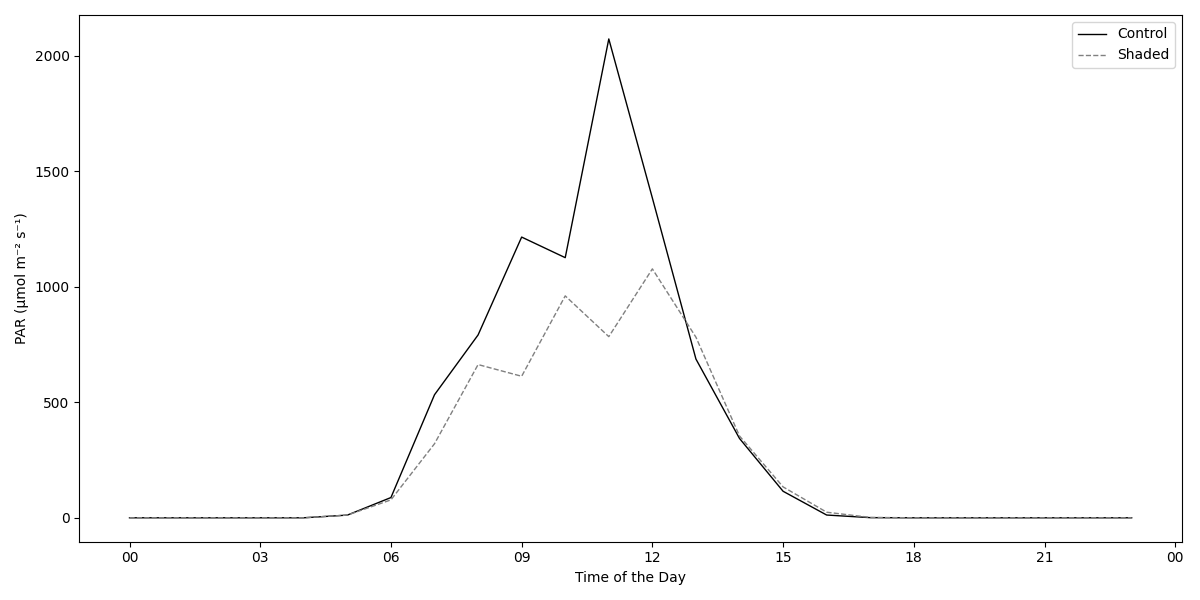 Control
Shaded
2000
1500
1000
500
0
PAR (µmol m⁻² s⁻¹)
00 03 06 09 12 15 18 21 00
Time of the Day